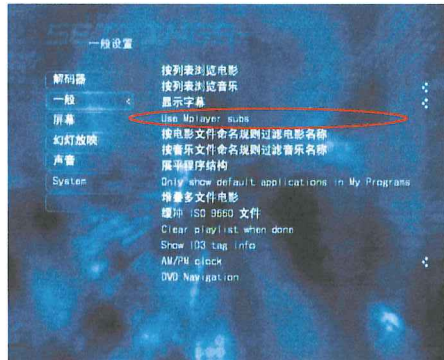 一般设置
解码器
一般
屏幕
幻灯放映
声音
System
按列表浏览电影
按列表浏览音乐
显示字幕
Use Mplayer subs
按电影文件命名规则过滤电影名称
按音乐文件命名规则过滤音乐名称
展平程序结构
Only show default applications in My Programs
堆叠多文件电影
缓冲 ISO 9660 文件
Clear playlist when done
Show ID3 tag info
AM/PM clock
DVD Navigation